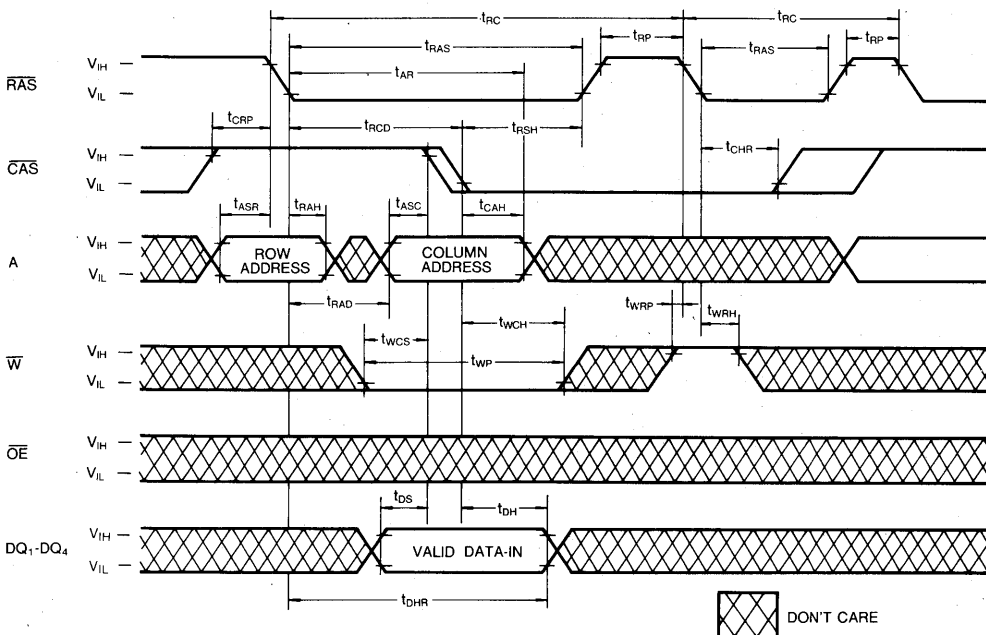 tRC tRC
tRAS tRP tRAS tRP
tAR
RAS VIH VIL
tCRP tRCD tRSH tCHR
CAS VIH VIL
tASR tRAH tASC tCAH
A VIH VIL ROW ADDRESS COLUMN ADDRESS
tRAD tWCH tWRP tWRH
tWCS tWP
W VIH VIL
OE VIH VIL
tDS tDH
DQ1-DQ4 VIH VIL VALID DATA-IN
tDHR
DON'T CARE